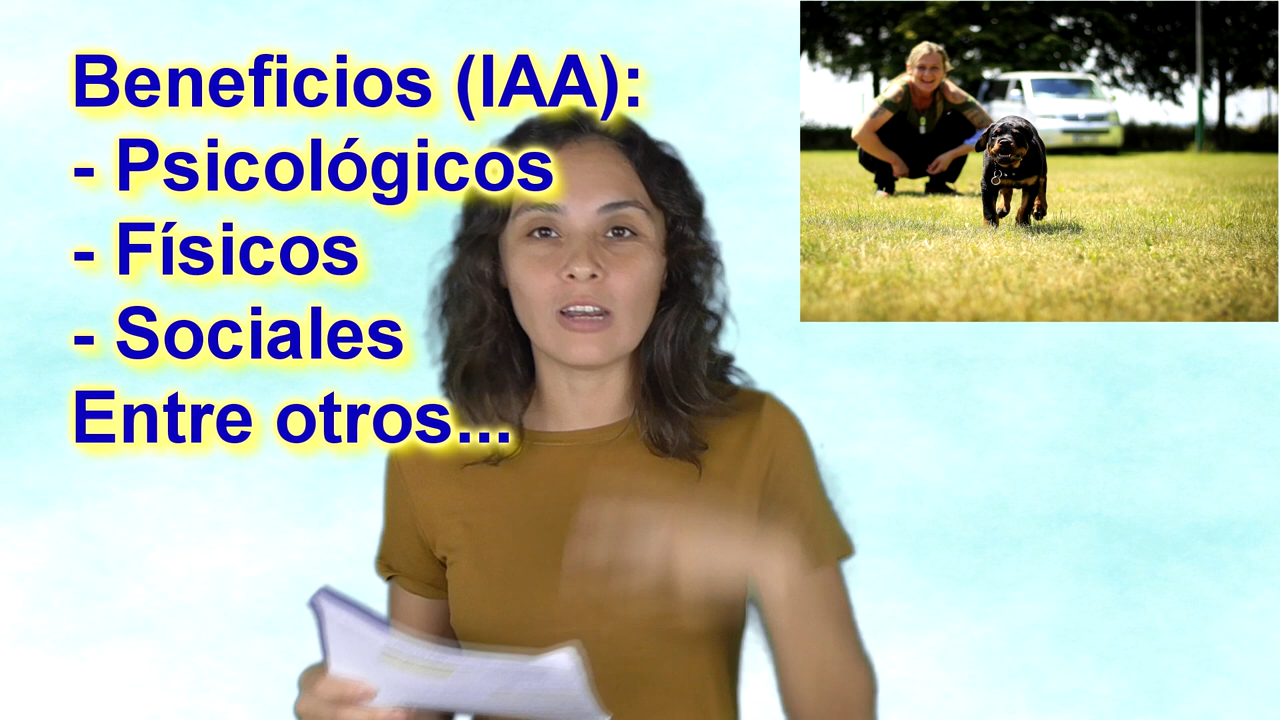 Beneficios (IAA):
- Psicológicos
- Físicos
- Sociales
Entre otros...